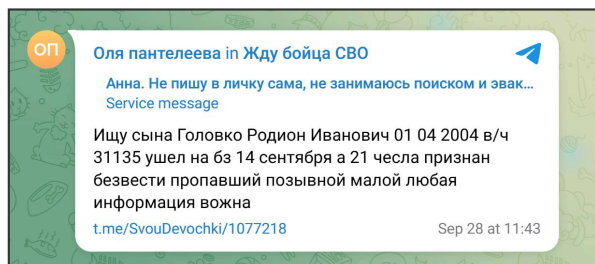 ОП
Оля пантелеева in Жду бойца СВО
Анна. Не пишу в личку сама, не занимаюсь поиском и эвак...
Service message
Ищу сына Головко Родион Иванович 01 04 2004 в/ч
31135 ушел на бз 14 сентября а 21 чесла признан
безвести пропавший позывной малой любая
информация вожна
t.me/SvouDevochki/1077218 Sep 28 at 11:43